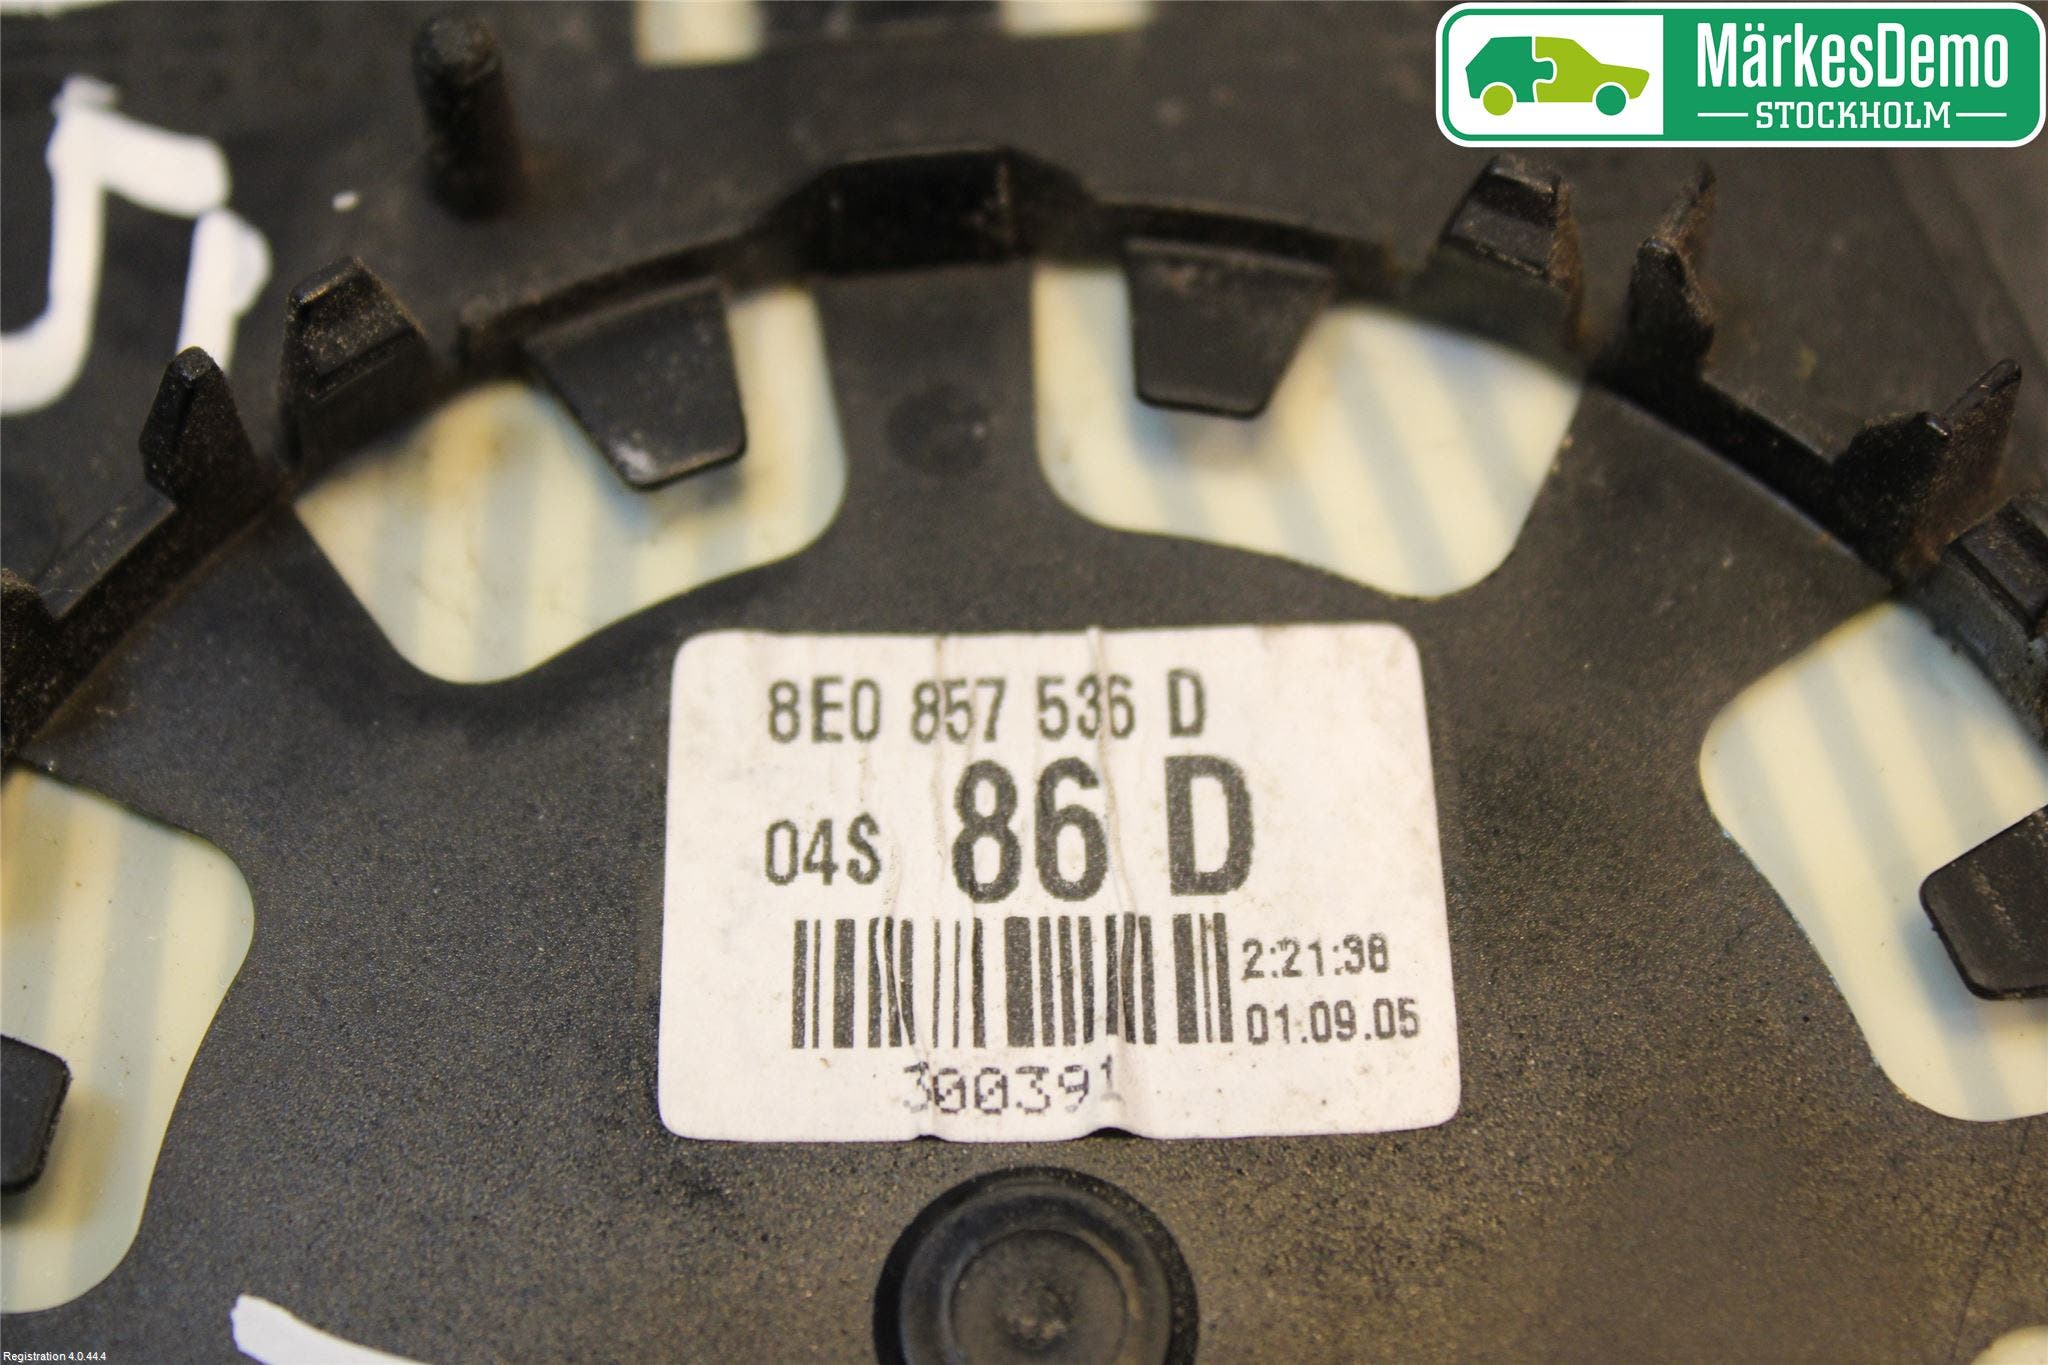 MärkesDemo
STOCKHOLM
8E0 857 536 D
04S 86 D
2:21:38
01.09.05
300391
Registration 4.0.44.4